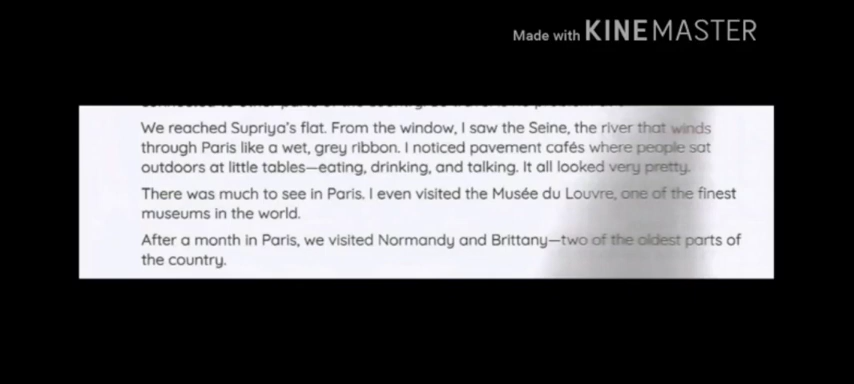 Made with KINEMASTER
We reached Supriya's flat. From the window, I saw the Seine, the river that winds
through Paris like a wet, grey ribbon. I noticed pavement cafés where people sat
outdoors at little tables—eating, drinking, and talking. It all looked very pretty.
There was much to see in Paris. I even visited the Musée du Louvre, one of the finest
museums in the world.
After a month in Paris, we visited Normandy and Brittany—two of the oldest parts of
the country.